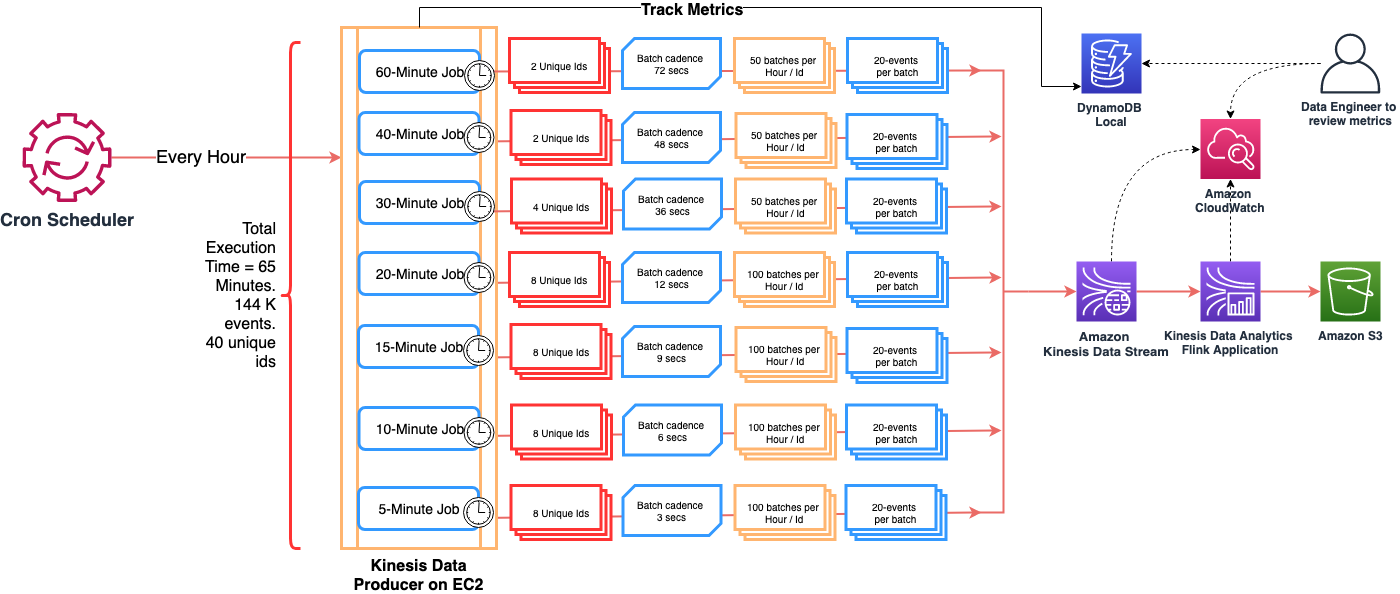 Track Metrics
Cron Scheduler
Every Hour
Total
Execution
Time = 65
Minutes.
144 K
events.
40 unique
ids
60-Minute Job
2 Unique Ids
Batch cadence
72 secs
50 batches per
Hour / Id
20-events
per batch
40-Minute Job
2 Unique Ids
Batch cadence
48 secs
50 batches per
Hour / Id
20-events
per batch
30-Minute Job
4 Unique Ids
Batch cadence
36 secs
50 batches per
Hour / Id
20-events
per batch
20-Minute Job
8 Unique Ids
Batch cadence
12 secs
100 batches per
Hour / Id
20-events
per batch
15-Minute Job
8 Unique Ids
Batch cadence
9 secs
100 batches per
Hour / Id
20-events
per batch
10-Minute Job
8 Unique Ids
Batch cadence
6 secs
100 batches per
Hour / Id
20-events
per batch
5-Minute Job
8 Unique Ids
Batch cadence
3 secs
100 batches per
Hour / Id
20-events
per batch
Kinesis Data
Producer on EC2
DynamoDB
Local
Data Engineer to
review metrics
Amazon
CloudWatch
Amazon
Kinesis Data Stream
Kinesis Data Analytics
Flink Application
Amazon S3